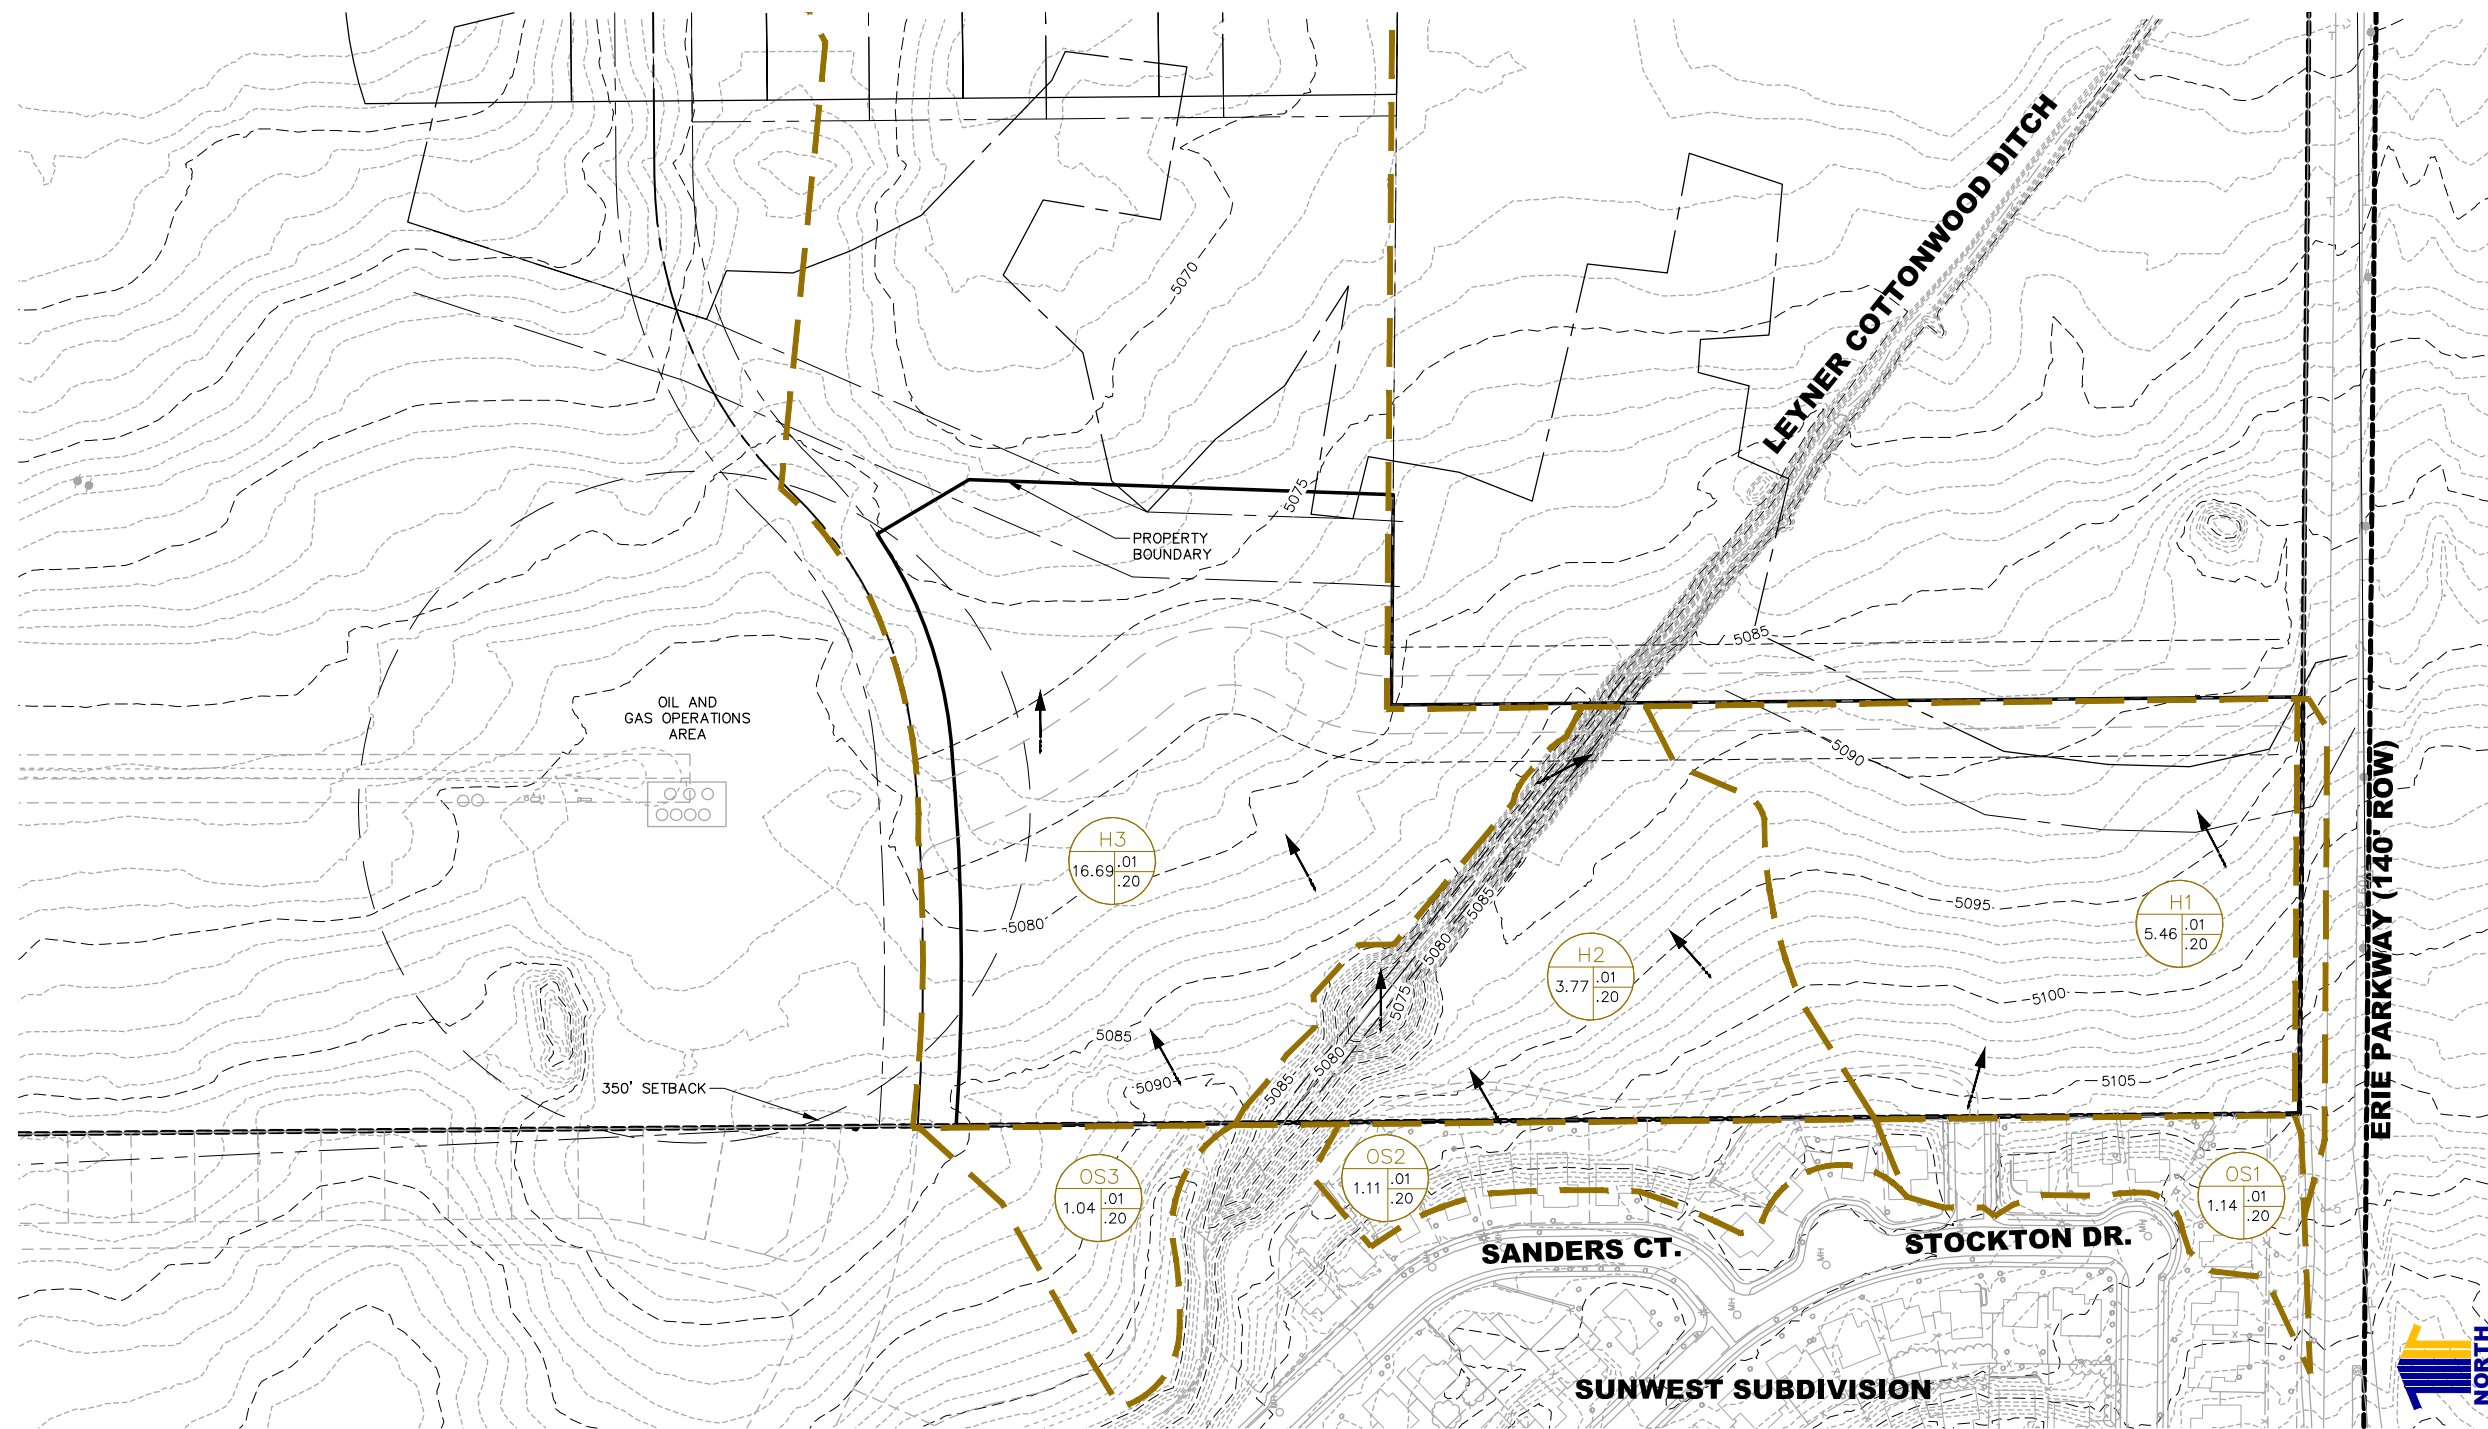 LEYNER COTTONWOOD DITCH
5070
5075
PROPERTY
BOUNDARY
5085
OIL AND
GAS OPERATIONS
AREA
5090
ERIE PARKWAY (140' ROW)
H3
16.69 .01
.20
5085
5095
H1
5.46 .01
.20
5080
5080
H2
3.77 .01
.20
5075
5100
5085
5080
5090
5085
5105
350' SETBACK
OS3
1.04 .01
.20
OS2
1.11 .01
.20
OS1
1.14 .01
.20
SANDERS CT.
STOCKTON DR.
SUNWEST SUBDIVISION
NORTH